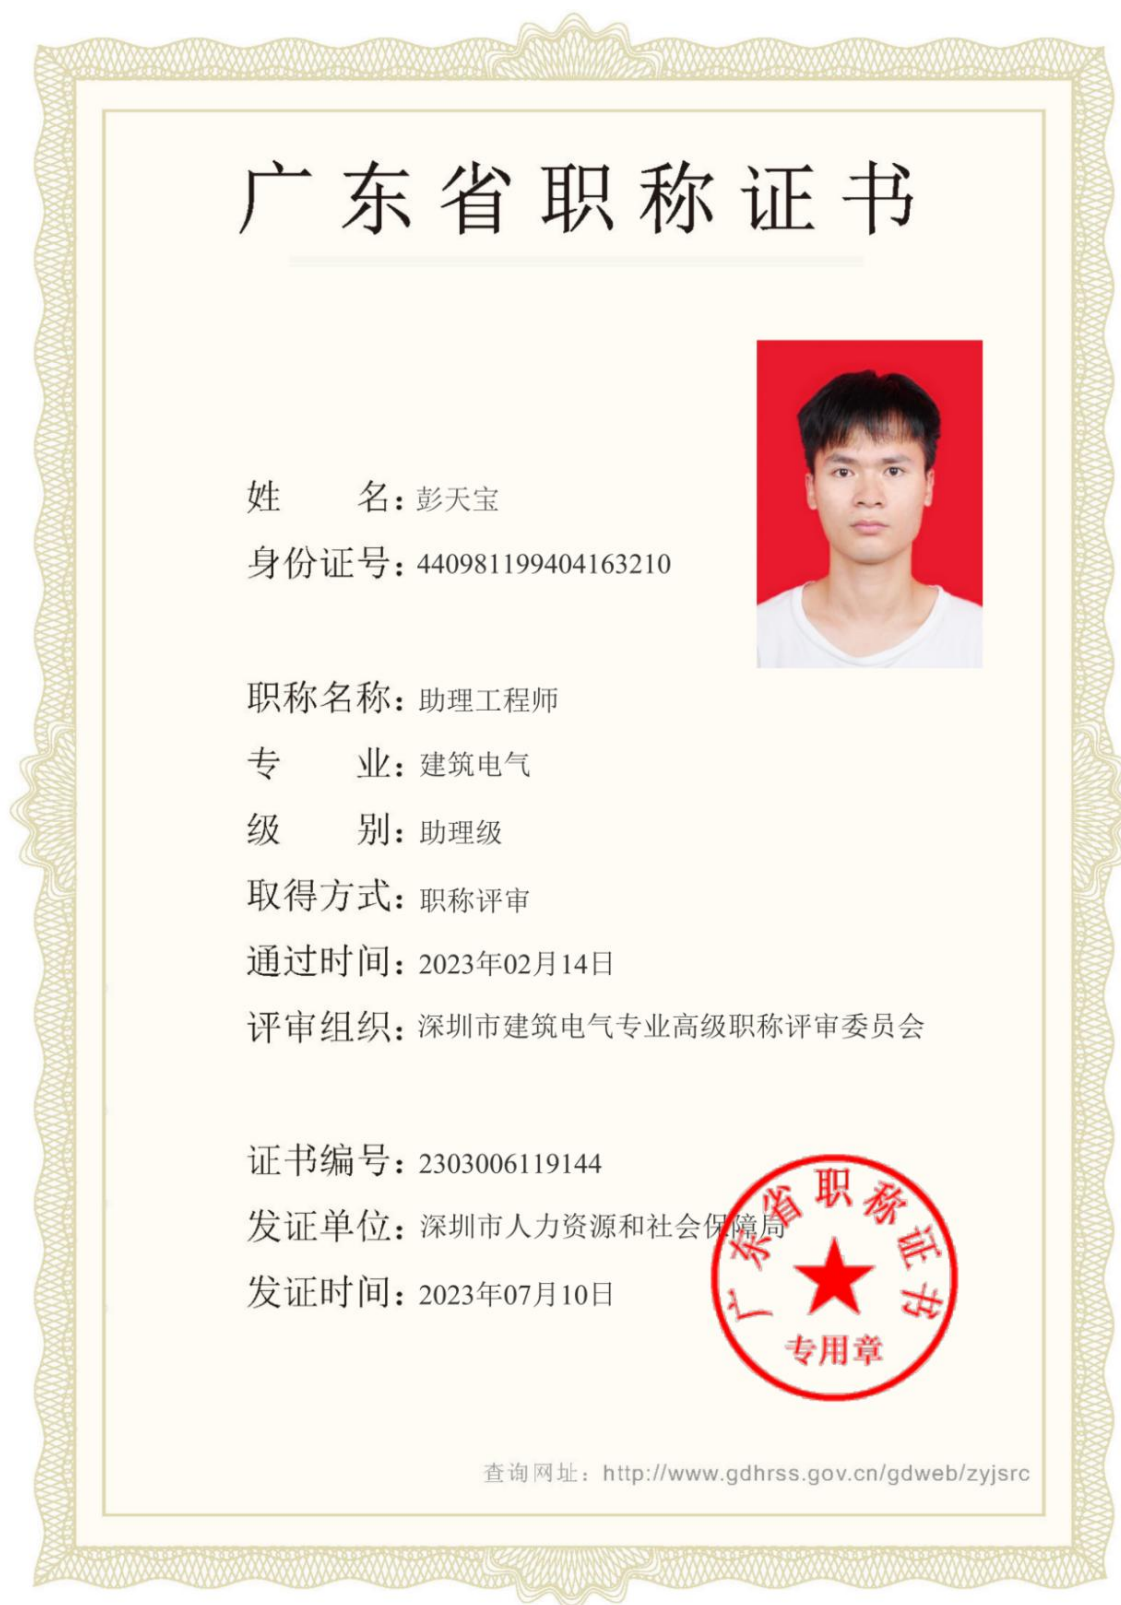 广东省职称证书
姓 名：彭天宝
身份证号：440981199404163210
职称名称：助理工程师
专 业：建筑电气
级 别：助理级
取得方式：职称评审
通过时间：2023年02月14日
评审组织：深圳市建筑电气专业高级职称评审委员会
证书编号：2303006119144
发证单位：深圳市人力资源和社会保障局
发证时间：2023年07月10日
广东省职称证书
专用章
查询网址：http://www.gdhrss.gov.cn/gdweb/zyjsrc